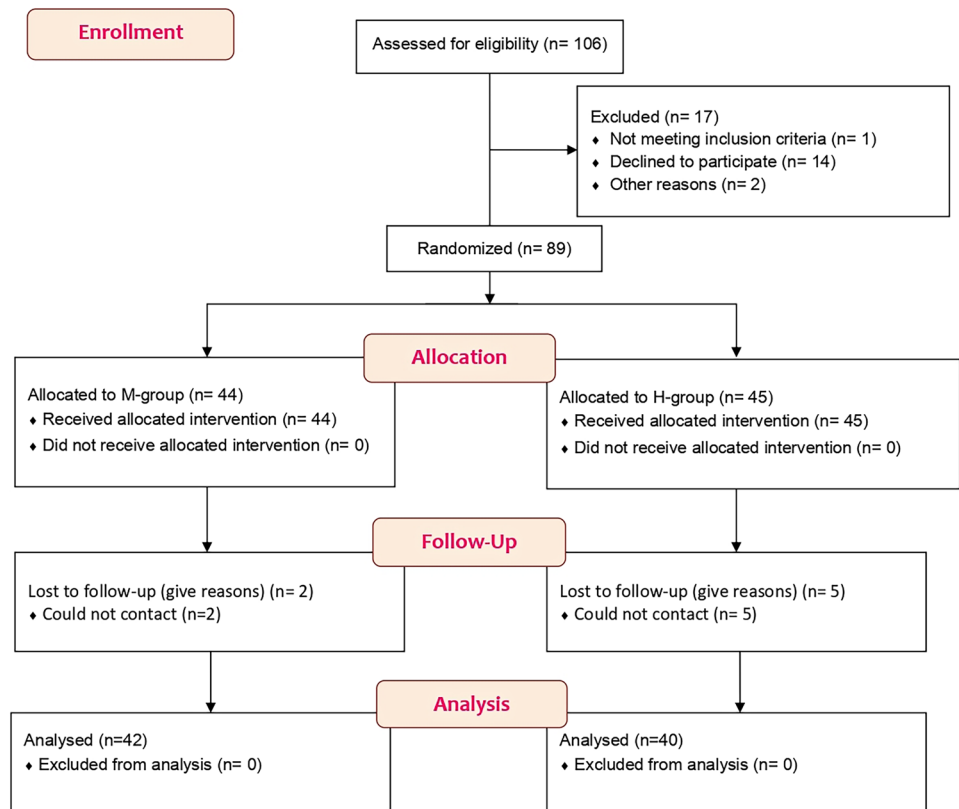 Enrollment
Assessed for eligibility (n= 106)
Excluded (n= 17)
♦ Not meeting inclusion criteria (n= 1)
♦ Declined to participate (n= 14)
♦ Other reasons (n= 2)
Randomized (n= 89)
Allocation
Allocated to M-group (n= 44)
♦ Received allocated intervention (n= 44)
♦ Did not receive allocated intervention (n= 0)
Allocated to H-group (n= 45)
♦ Received allocated intervention (n= 45)
♦ Did not receive allocated intervention (n= 0)
Follow-Up
Lost to follow-up (give reasons) (n= 2)
♦ Could not contact (n=2)
Lost to follow-up (give reasons) (n= 5)
♦ Could not contact (n= 5)
Analysis
Analysed (n=42)
♦ Excluded from analysis (n= 0)
Analysed (n=40)
♦ Excluded from analysis (n= 0)